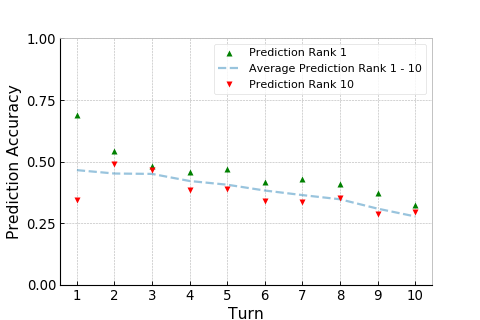 1.00
Prediction Rank 1
Average Prediction Rank 1 - 10
Prediction Rank 10
0.75
0.50
0.25
0.00
Prediction Accuracy
1 2 3 4 5 6 7 8 9 10
Turn